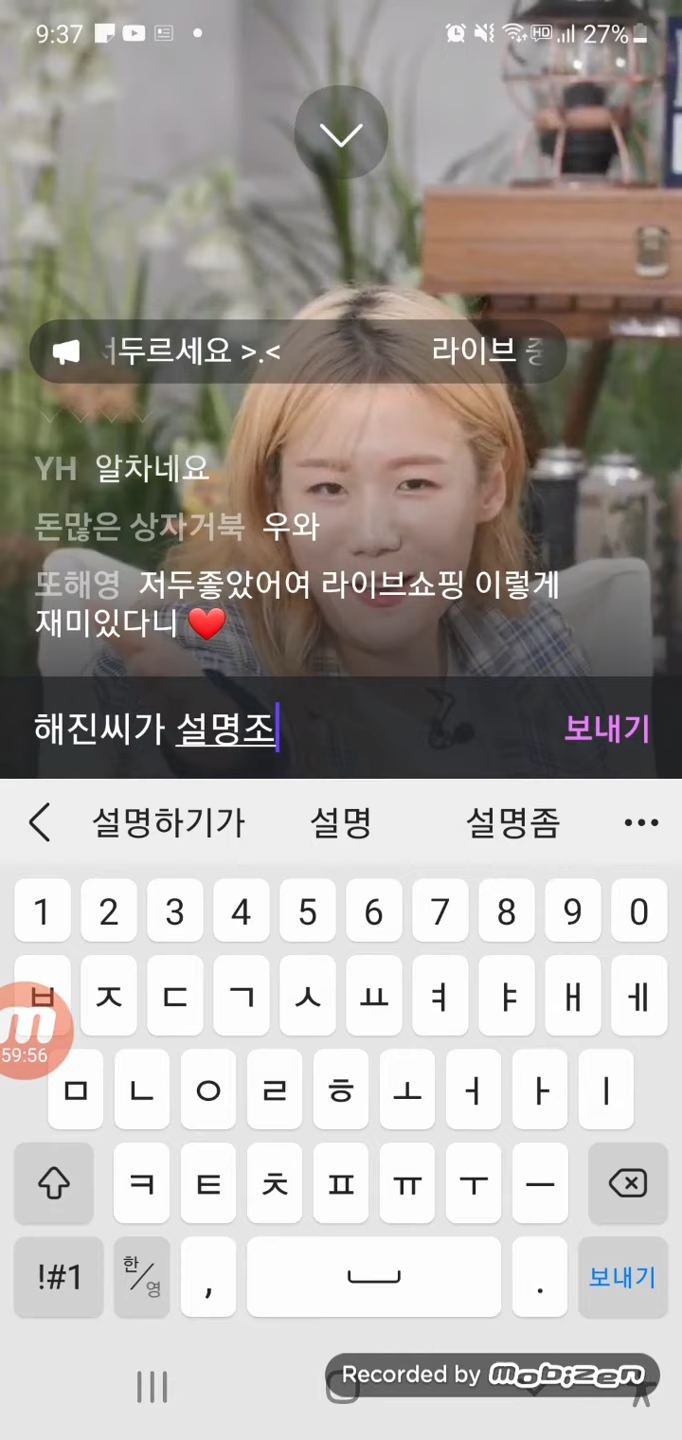 9:37 HD 27%
두르세요 >.< 라이브
YH 알차네요
돈많은 상자거북 우와
또해영 저두좋았어여 라이브쇼핑 이렇게
재미있다니 ❤️
해진씨가 설명조 보내기
설명하기가 설명 설명좀 •••
1 2 3 4 5 6 7 8 9 0
ㅂ ㅈ ㄷ ㄱ ㅅ ㅛ ㅕ ㅑ ㅐ ㅔ
m
59:56
ㅁ ㄴ ㅇ ㄹ ㅎ ㅗ ㅓ ㅏ ㅣ
ㅋ ㅌ ㅊ ㅍ ㅠ ㅜ ㅡ
!#1 한/영 , . 보내기
Recorded by mobizen